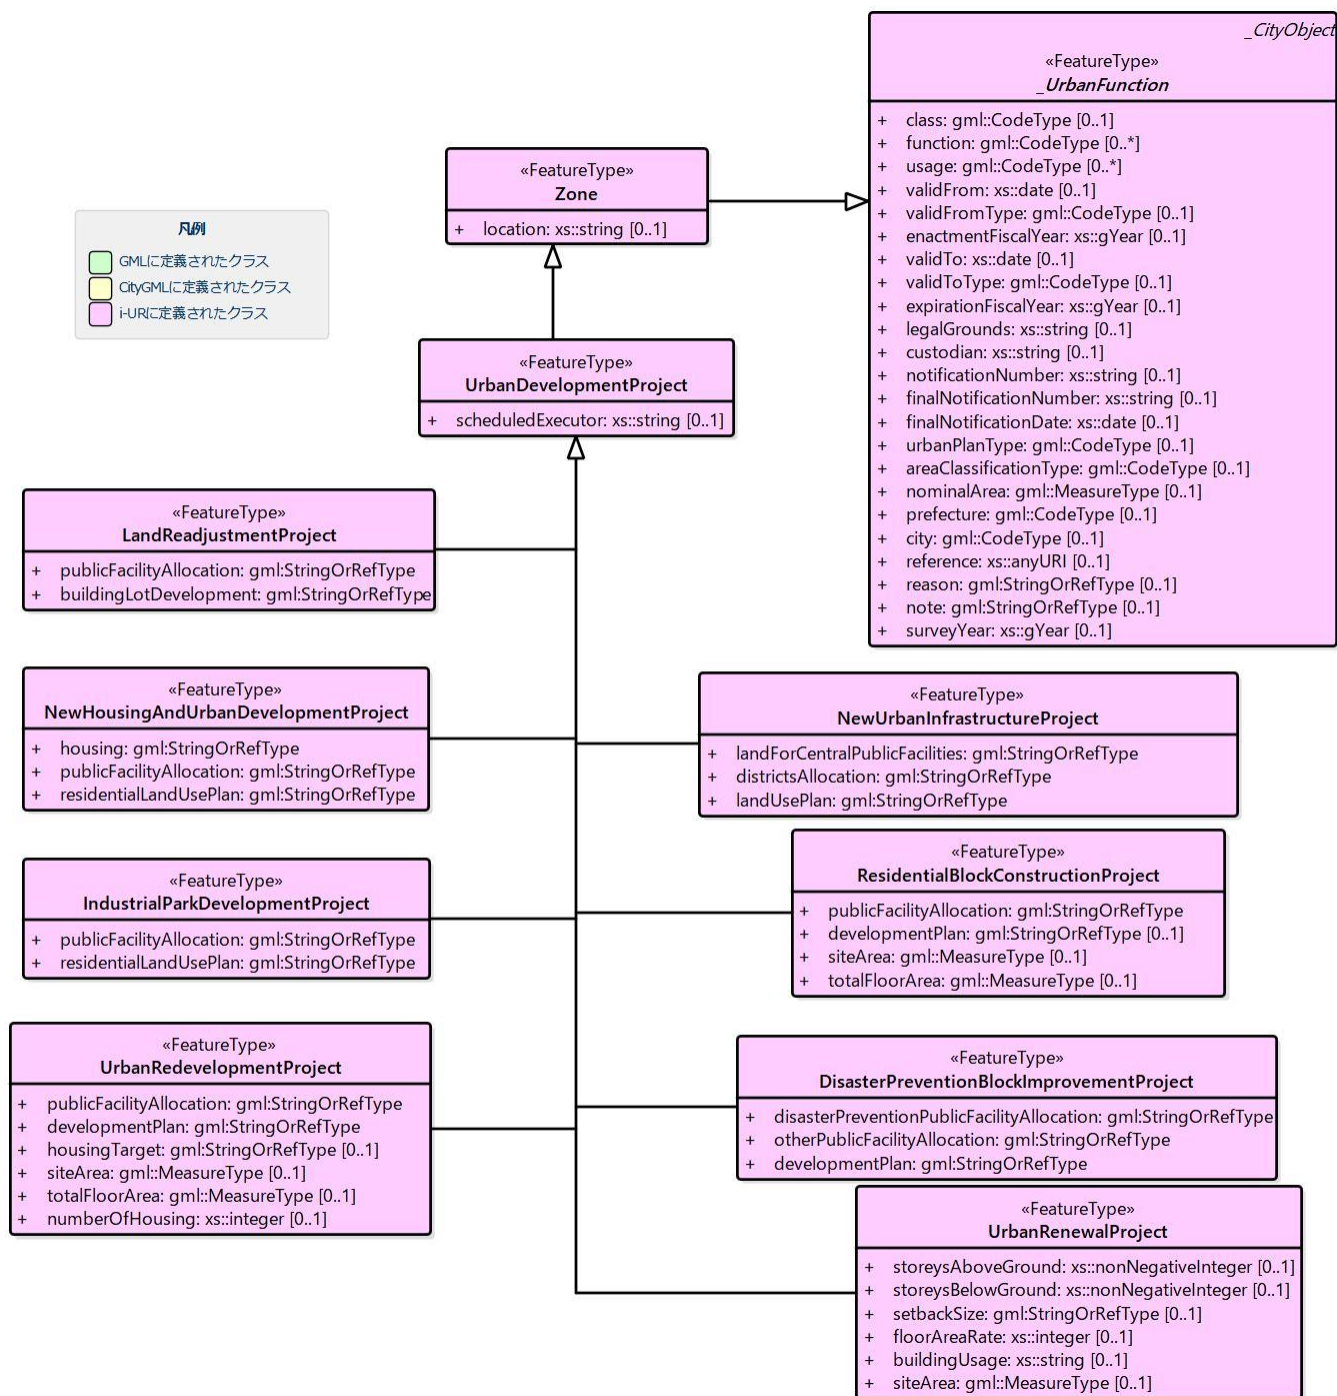 _CityObject
«FeatureType»
_UrbanFunction
+ class: gml::CodeType [0..1]
+ function: gml::CodeType [0..*]
+ usage: gml::CodeType [0..*]
+ validFrom: xs::date [0..1]
+ validFromType: gml::CodeType [0..1]
+ enactmentFiscalYear: xs::gYear [0..1]
+ validTo: xs::date [0..1]
+ validToType: gml::CodeType [0..1]
+ expirationFiscalYear: xs::gYear [0..1]
+ legalGrounds: xs::string [0..1]
+ custodian: xs::string [0..1]
+ notificationNumber: xs::string [0..1]
+ finalNotificationNumber: xs::string [0..1]
+ finalNotificationDate: xs::date [0..1]
+ urbanPlanType: gml::CodeType [0..1]
+ areaClassificationType: gml::CodeType [0..1]
+ nominalArea: gml::MeasureType [0..1]
+ prefecture: gml::CodeType [0..1]
+ city: gml::CodeType [0..1]
+ reference: xs::anyURI [0..1]
+ reason: gml:StringOrRefType [0..1]
+ note: gml:StringOrRefType [0..1]
+ surveyYear: xs::gYear [0..1]
«FeatureType»
Zone
+ location: xs::string [0..1]
凡例
GMLに定義されたクラス
CityGMLに定義されたクラス
i-URに定義されたクラス
«FeatureType»
UrbanDevelopmentProject
+ scheduledExecutor: xs::string [0..1]
«FeatureType»
LandReadjustmentProject
+ publicFacilityAllocation: gml:StringOrRefType
+ buildingLotDevelopment: gml:StringOrRefType
«FeatureType»
NewHousingAndUrbanDevelopmentProject
+ housing: gml:StringOrRefType
+ publicFacilityAllocation: gml:StringOrRefType
+ residentialLandUsePlan: gml:StringOrRefType
«FeatureType»
NewUrbanInfrastructureProject
+ landForCentralPublicFacilities: gml:StringOrRefType
+ districtsAllocation: gml:StringOrRefType
+ landUsePlan: gml:StringOrRefType
«FeatureType»
IndustrialParkDevelopmentProject
+ publicFacilityAllocation: gml:StringOrRefType
+ residentialLandUsePlan: gml:StringOrRefType
«FeatureType»
ResidentialBlockConstructionProject
+ publicFacilityAllocation: gml:StringOrRefType
+ developmentPlan: gml:StringOrRefType [0..1]
+ siteArea: gml::MeasureType [0..1]
+ totalFloorArea: gml::MeasureType [0..1]
«FeatureType»
UrbanRedevelopmentProject
+ publicFacilityAllocation: gml:StringOrRefType
+ developmentPlan: gml:StringOrRefType
+ housingTarget: gml:StringOrRefType [0..1]
+ siteArea: gml::MeasureType [0..1]
+ totalFloorArea: gml::MeasureType [0..1]
+ numberOfHousing: xs::integer [0..1]
«FeatureType»
DisasterPreventionBlockImprovementProject
+ disasterPreventionPublicFacilityAllocation: gml:StringOrRefType
+ otherPublicFacilityAllocation: gml:StringOrRefType
+ developmentPlan: gml:StringOrRefType
«FeatureType»
UrbanRenewalProject
+ storeysAboveGround: xs::nonNegativeInteger [0..1]
+ storeysBelowGround: xs::nonNegativeInteger [0..1]
+ setbackSize: gml:StringOrRefType [0..1]
+ floorAreaRate: xs::integer [0..1]
+ buildingUsage: xs::string [0..1]
+ siteArea: gml::MeasureType [0..1]